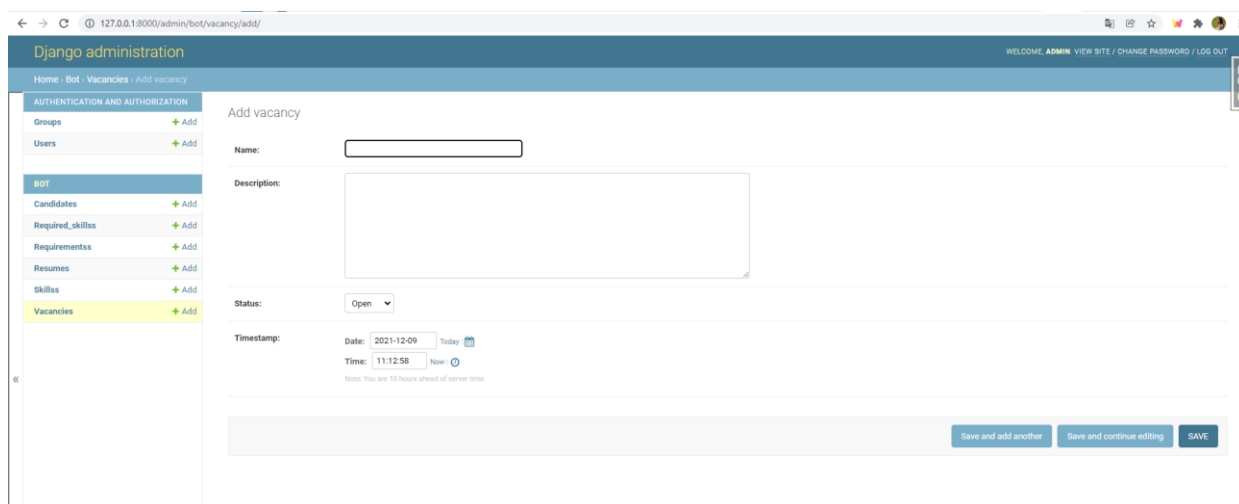 127.0.0.1:8000/admin/bot/vacancy/add/
Django administration
WELCOME, ADMIN. VIEW SITE / CHANGE PASSWORD / LOG OUT
Home › Bot › Vacancies › Add vacancy
AUTHENTICATION AND AUTHORIZATION
Groups + Add
Users + Add
BOT
Candidates + Add
Required_skillss + Add
Requirementss + Add
Resumes + Add
Skillss + Add
Vacancies + Add
«
Add vacancy
Name:
Description:
Status: Open
Timestamp: Date: 2021-12-09 Today
Time: 11:12:58 Now
Note: You are 10 hours ahead of server time.
Save and add another Save and continue editing SAVE